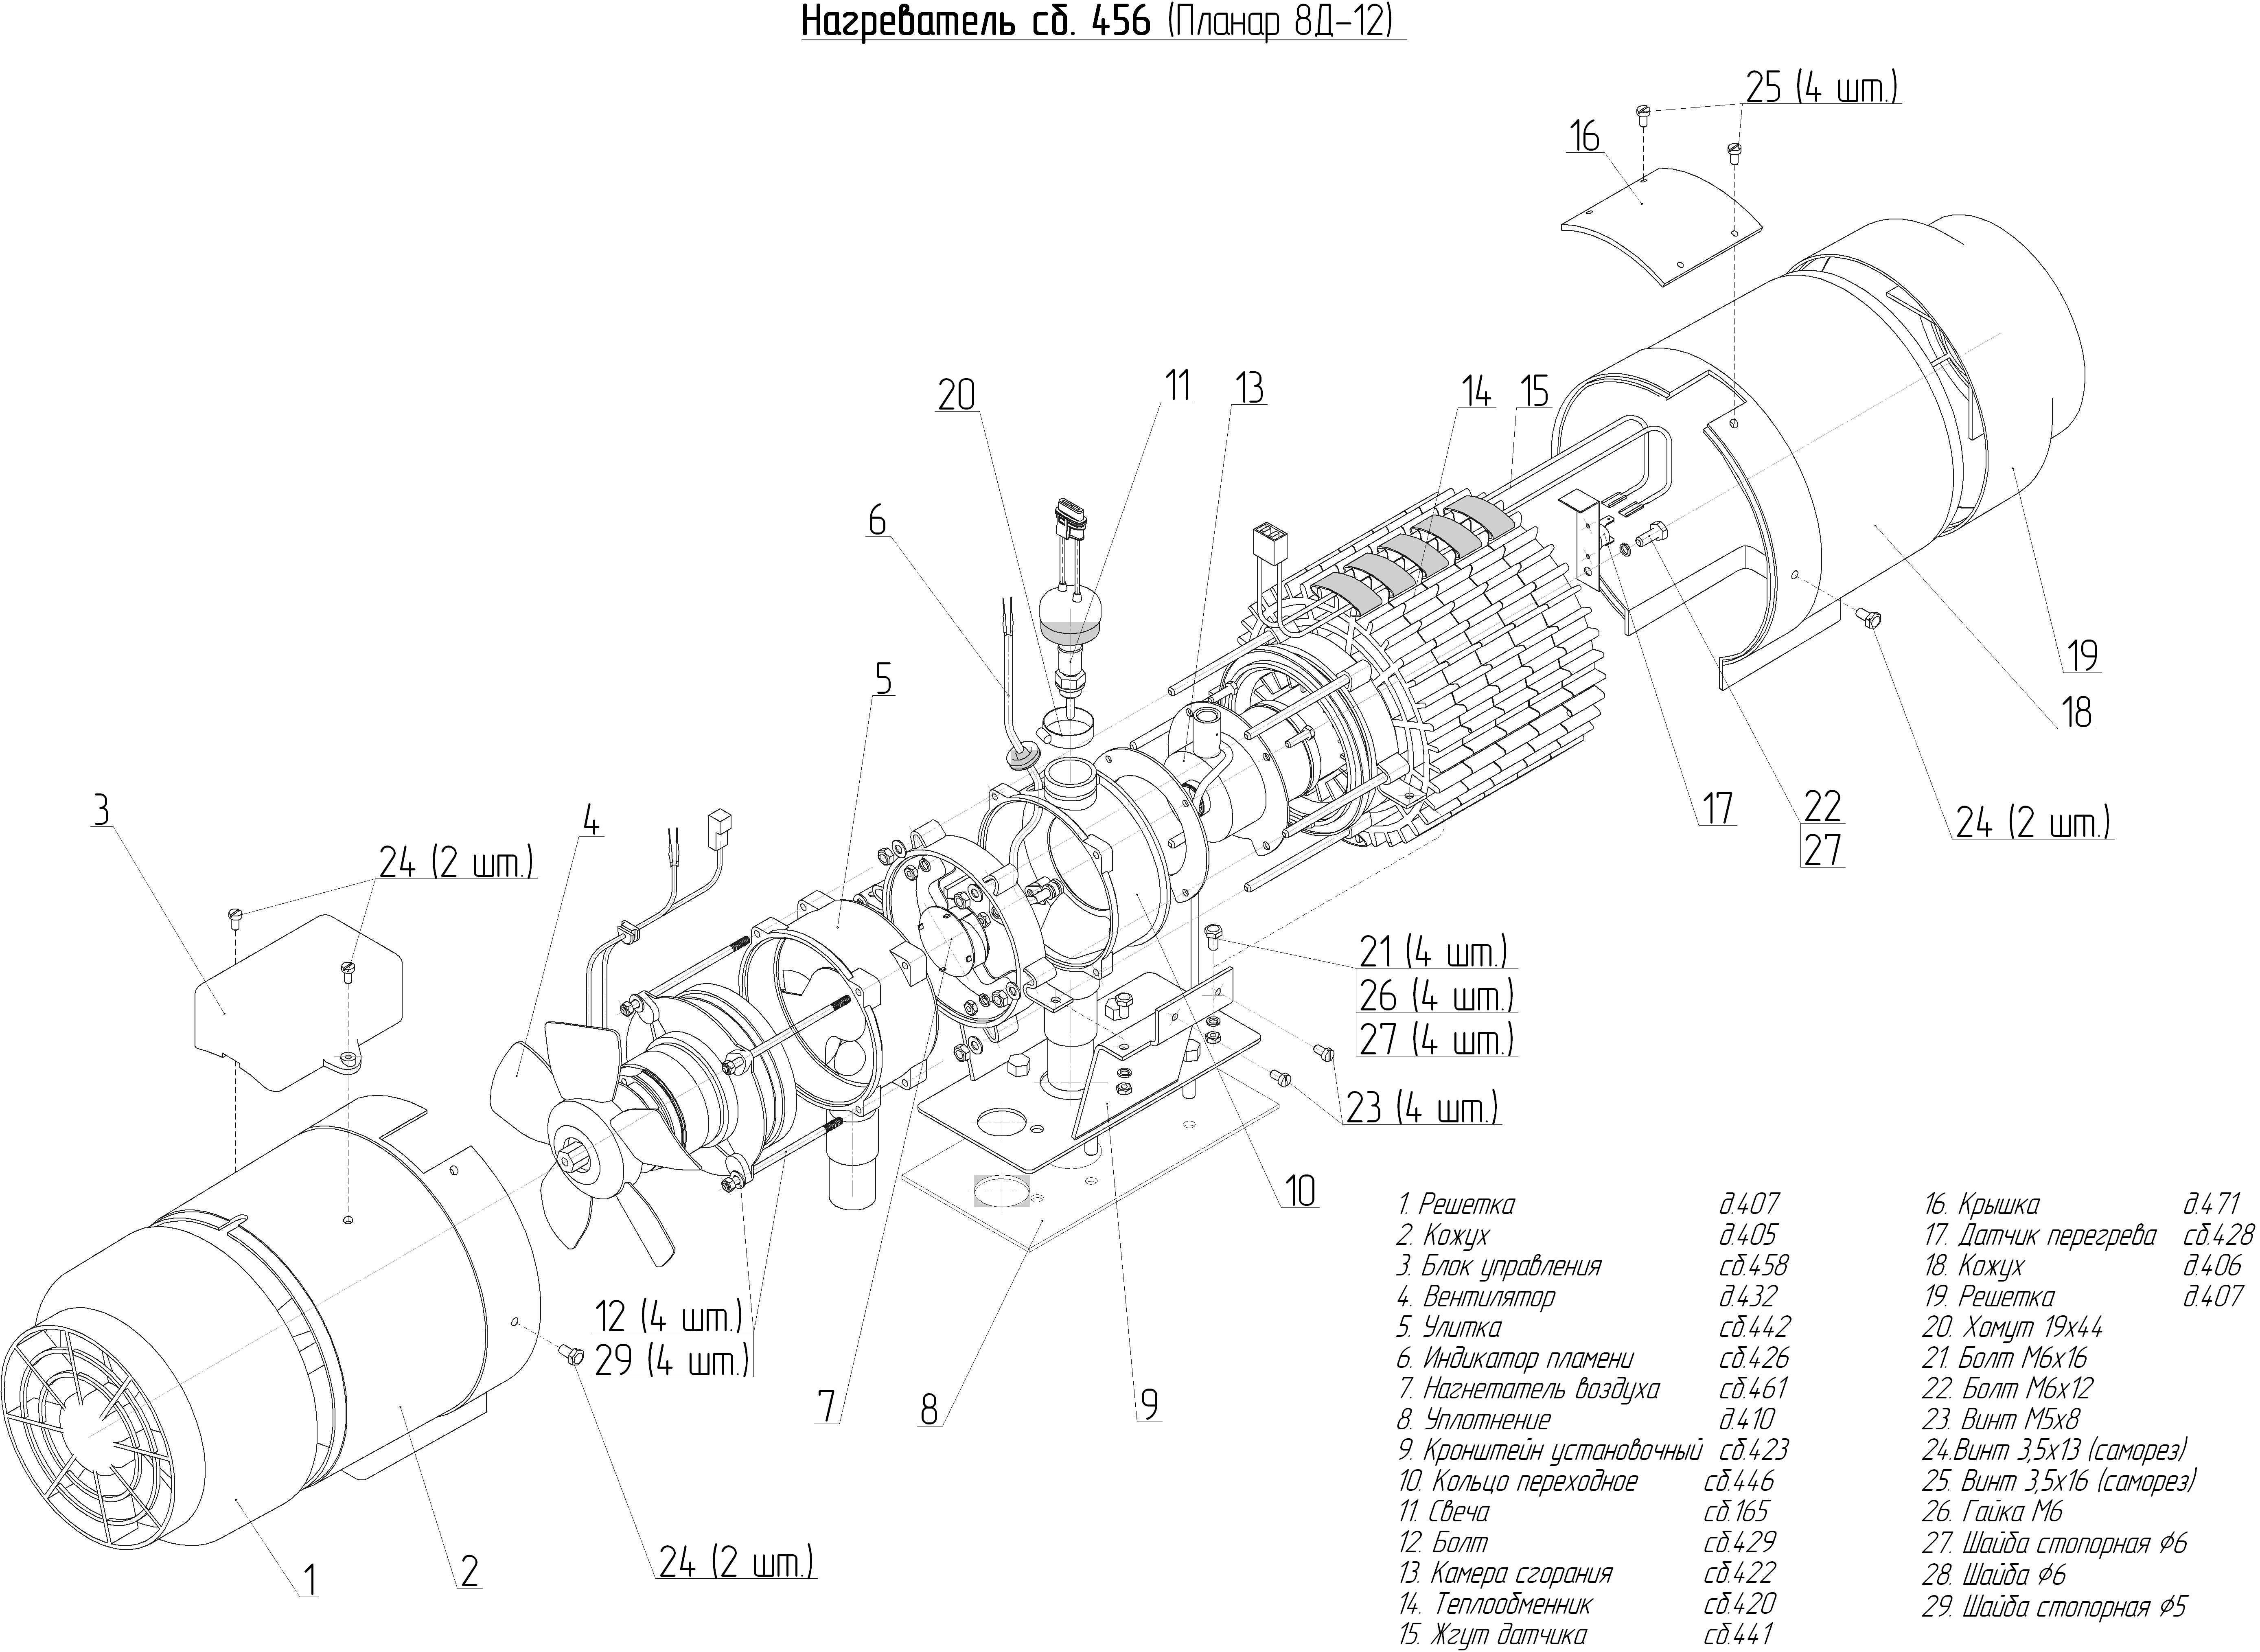 Нагреватель сб. 456 (Планар 8Д-12)
25 (4 шт.)
16
11
13
20
14
15
6
5
19
18
3
4
17
22
27
24 (2 шт.)
24 (2 шт.)
21 (4 шт.)
26 (4 шт.)
27 (4 шт.)
23 (4 шт.)
10
12 (4 шт.)
29 (4 шт.)
7
8
9
24 (2 шт.)
1
2
1. Решетка д.407
2. Кожух д.405
3. Блок управления сб.458
4. Вентилятор д.432
5. Улитка сб.442
6. Индикатор пламени сб.426
7. Нагнетатель воздуха сб.461
8. Уплотнение д.410
9. Кронштейн установочный сб.423
10. Кольцо переходное сб.446
11. Свеча сб.165
12. Болт сб.429
13. Камера сгорания сб.422
14. Теплообменник сб.420
15. Жгут датчика сб.441
16. Крышка д.471
17. Датчик перегрева сб.428
18. Кожух д.406
19. Решетка д.407
20. Хомут 19х44
21. Болт М6х16
22. Болт М6х12
23. Винт М5х8
24.Винт 3,5х13 (саморез)
25. Винт 3,5х16 (саморез)
26. Гайка М6
27. Шайба стопорная ϕ6
28. Шайба ϕ6
29. Шайба стопорная ϕ5